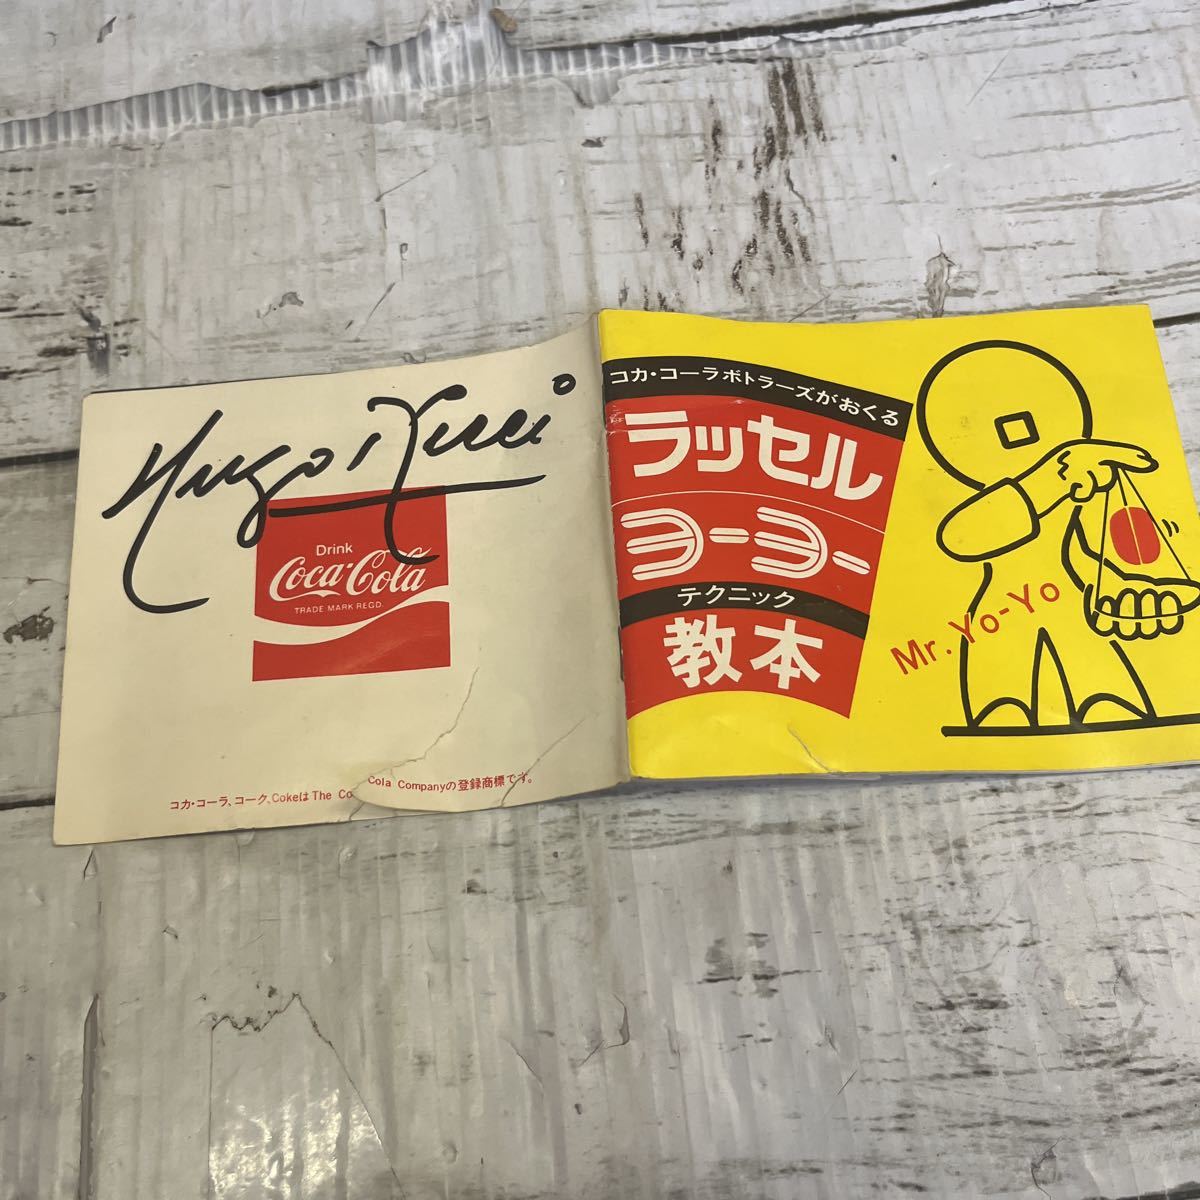 Drink
Coca-Cola
TRADE MARK REGD.
コカ・コーラ、コーク、CokeはThe Co
Cola Companyの登録商標です。
コカ・コーラボトラーズがおくる
ラッセル
ヨーヨー
テクニック
教本
Mr. Yo-Yo